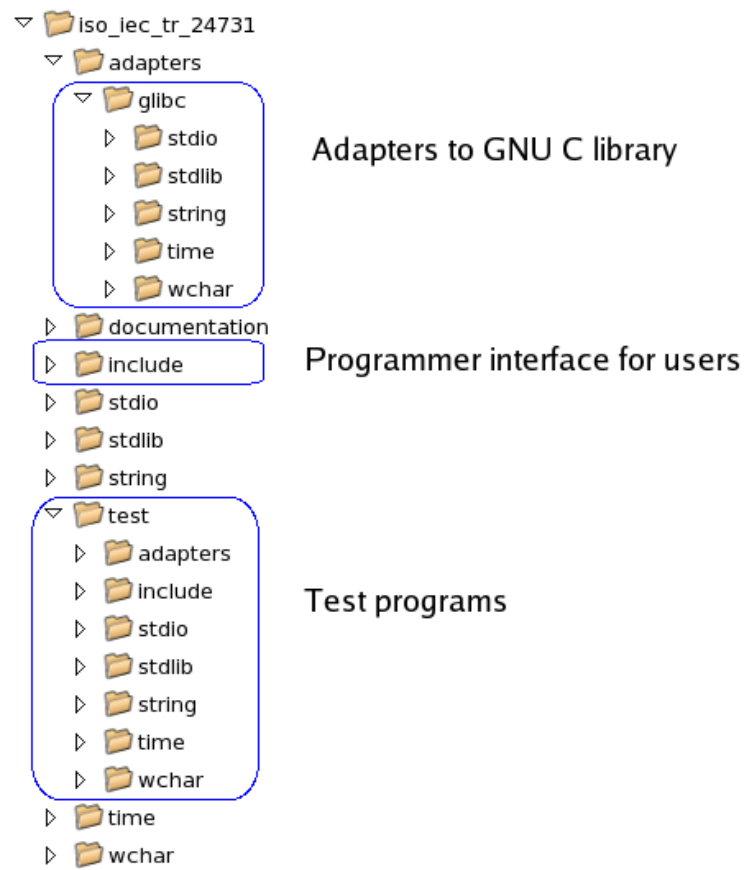 iso_iec_tr_24731
adapters
glibc
stdio
Adapters to GNU C library
stdlib
string
time
wchar
documentation
include
Programmer interface for users
stdio
stdlib
string
test
adapters
include
Test programs
stdio
stdlib
string
time
wchar
time
wchar